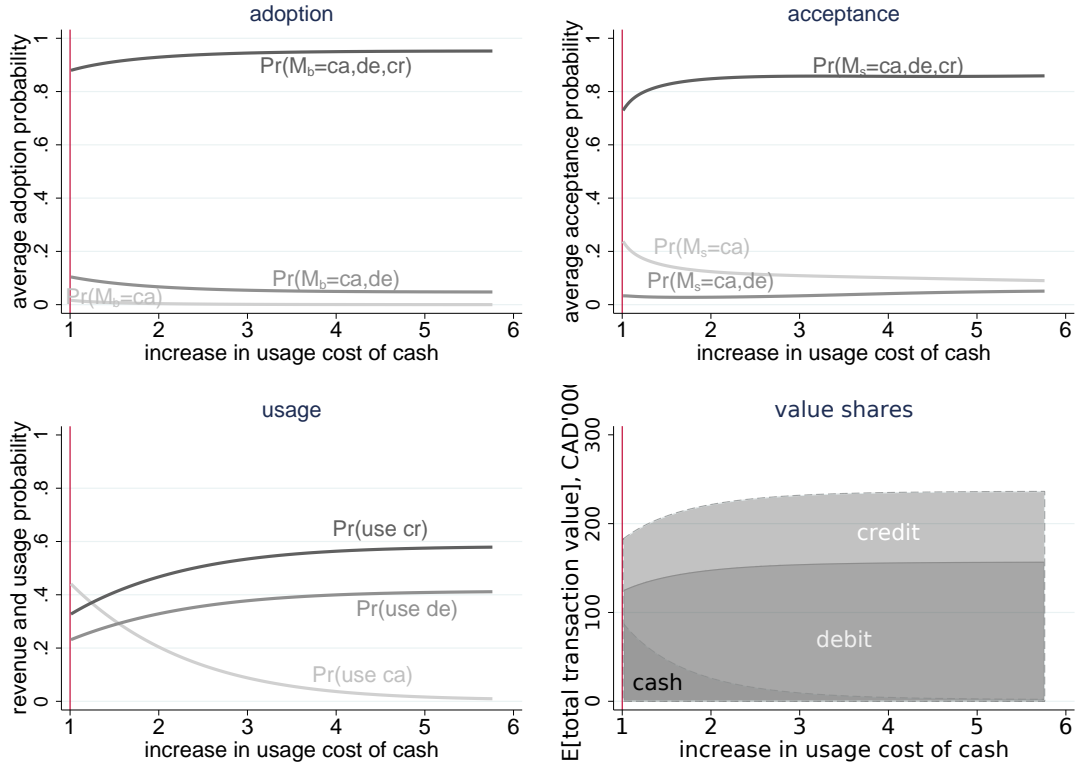 adoption
average adoption probability
0 .2 .4 .6 .8 1
Pr(Mb=ca,de,cr)
Pr(Mb=ca,de)
Pr(Mb=ca)
1 2 3 4 5 6
increase in usage cost of cash
acceptance
average acceptance probability
0 .2 .4 .6 .8 1
Pr(Ms=ca,de,cr)
Pr(Ms=ca)
Pr(Ms=ca,de)
1 2 3 4 5 6
increase in usage cost of cash
usage
revenue and usage probability
0 .2 .4 .6 .8 1
Pr(use cr)
Pr(use de)
Pr(use ca)
1 2 3 4 5 6
increase in usage cost of cash
value shares
E[total transaction value], CAD'00
0 100 200 300
credit
debit
cash
1 2 3 4 5 6
increase in usage cost of cash